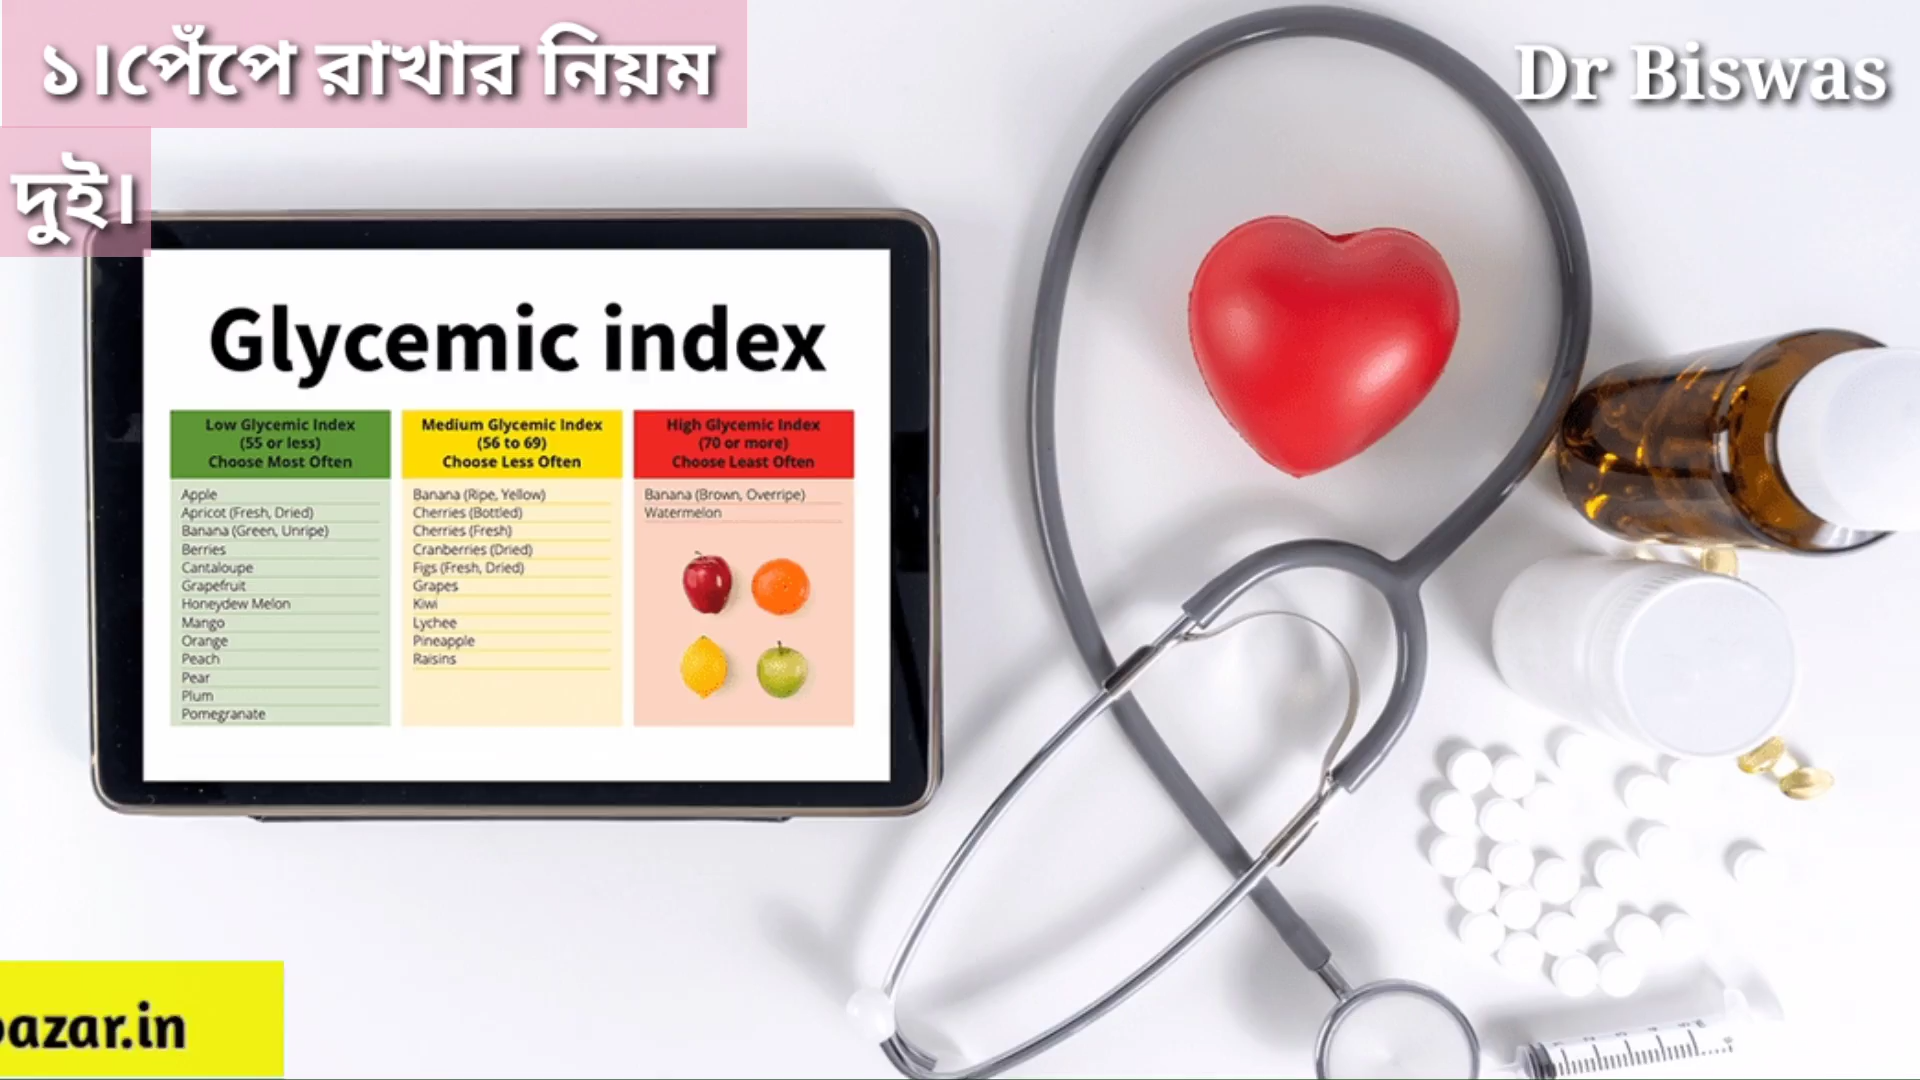 ১।পেঁপে রাখার নিয়ম
দুই।
Dr Biswas
Glycemic index
Low Glycemic Index
(55 or less)
Choose Most Often
Apple
Apricot (Fresh, Dried)
Banana (Green, Unripe)
Berries
Cantaloupe
Grapefruit
Honeydew Melon
Mango
Orange
Peach
Pear
Plum
Pomegranate
Medium Glycemic Index
(56 to 69)
Choose Less Often
Banana (Ripe, Yellow)
Cherries (Bottled)
Cherries (Fresh)
Cranberries (Dried)
Figs (Fresh, Dried)
Grapes
Kiwi
Lychee
Pineapple
Raisins
High Glycemic Index
(70 or more)
Choose Least Often
Banana (Brown, Overripe)
Watermelon
azar.in